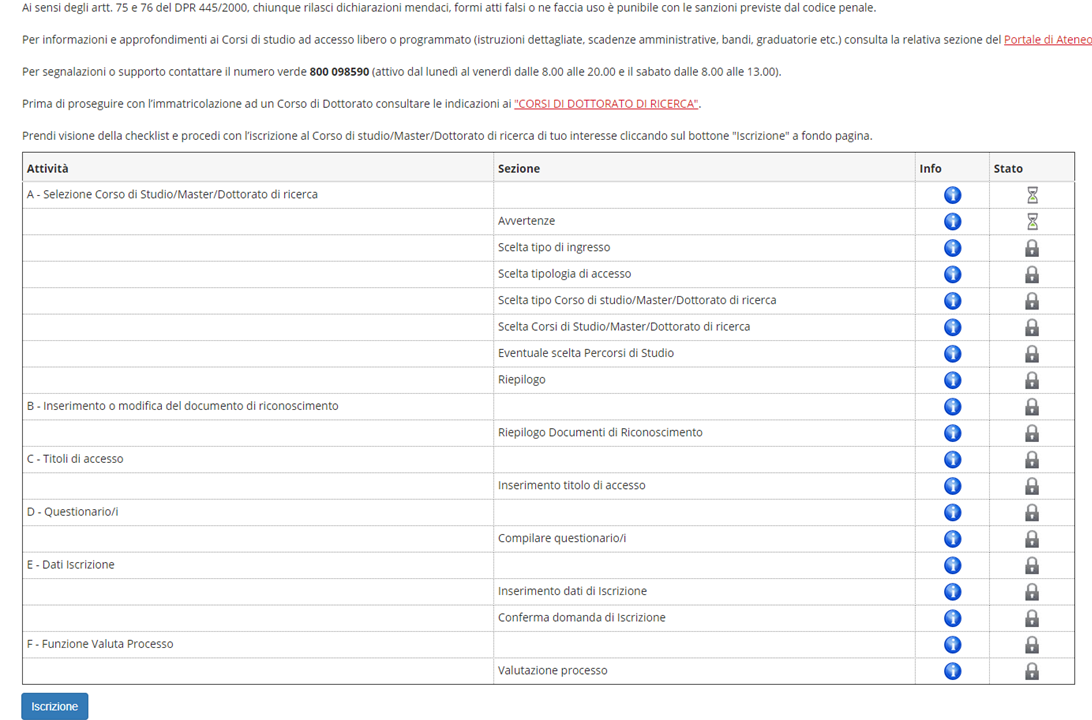 Ai sensi degli artt. 75 e 76 del DPR 445/2000, chiunque rilasci dichiarazioni mendaci, formi atti falsi o ne faccia uso è punibile con le sanzioni previste dal codice penale.
Per informazioni e approfondimenti ai Corsi di studio ad accesso libero o programmato (istruzioni dettagliate, scadenze amministrative, bandi, graduatorie etc.) consulta la relativa sezione del Portale di Ateneo
Per segnalazioni o supporto contattare il numero verde 800 098590 (attivo dal lunedì al venerdì dalle 8.00 alle 20.00 e il sabato dalle 8.00 alle 13.00).
Prima di proseguire con l'immatricolazione ad un Corso di Dottorato consultare le indicazioni ai "CORSI DI DOTTORATO DI RICERCA".
Prendi visione della checklist e procedi con l'iscrizione al Corso di studio/Master/Dottorato di ricerca di tuo interesse cliccando sul bottone "Iscrizione" a fondo pagina.
Attività Sezione Info Stato
A - Selezione Corso di Studio/Master/Dottorato di ricerca
Avvertenze
Scelta tipo di ingresso
Scelta tipologia di accesso
Scelta tipo Corso di studio/Master/Dottorato di ricerca
Scelta Corsi di Studio/Master/Dottorato di ricerca
Eventuale scelta Percorsi di Studio
Riepilogo
B - Inserimento o modifica del documento di riconoscimento
Riepilogo Documenti di Riconoscimento
C - Titoli di accesso
Inserimento titolo di accesso
D - Questionario/i
Compilare questionario/i
E - Dati Iscrizione
Inserimento dati di Iscrizione
Conferma domanda di Iscrizione
F - Funzione Valuta Processo
Valutazione processo
Iscrizione